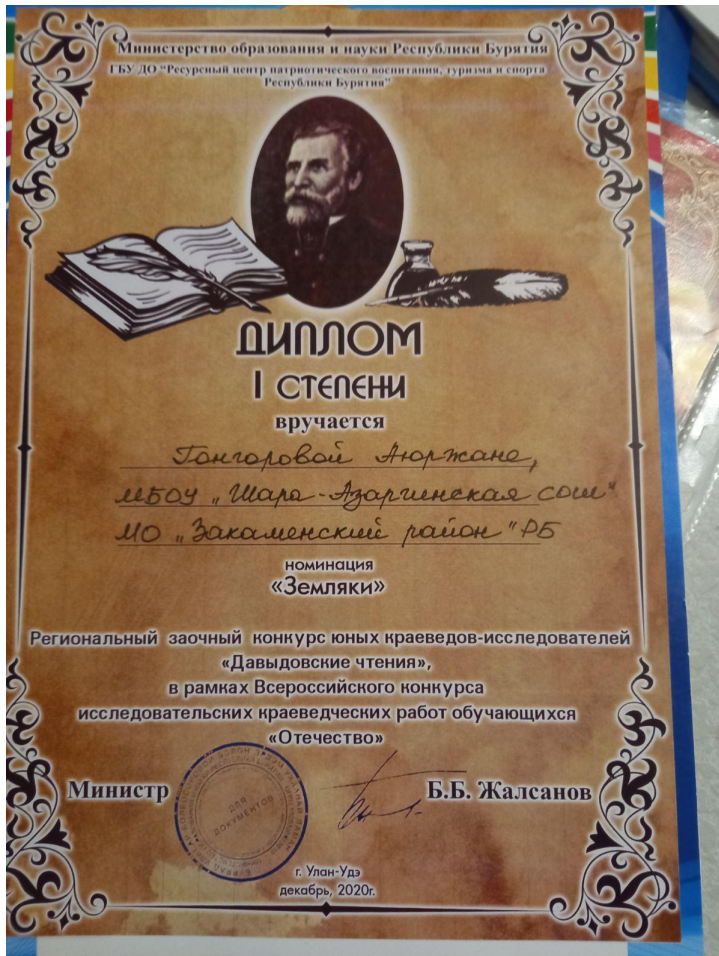 Министерство образования и науки Республики Бурятия
ГБУ ДО "Ресурсный центр патриотического воспитания, туризма и спорта
Республики Бурятия"
ДИПЛОМ
I СТЕПЕНИ
вручается
Гонгоровой Аюржане,
МБОУ „Шара-Азаргинская сош"
МО „Закаменский район" РБ
номинация
«Земляки»
Региональный заочный конкурс юных краеведов-исследователей
«Давыдовские чтения»,
в рамках Всероссийского конкурса
исследовательских краеведческих работ обучающихся
«Отечество»
Министр
Б.Б. Жалсанов
ДЛЯ
ДОКУМЕНТОВ
г. Улан-Удэ
декабрь, 2020г.